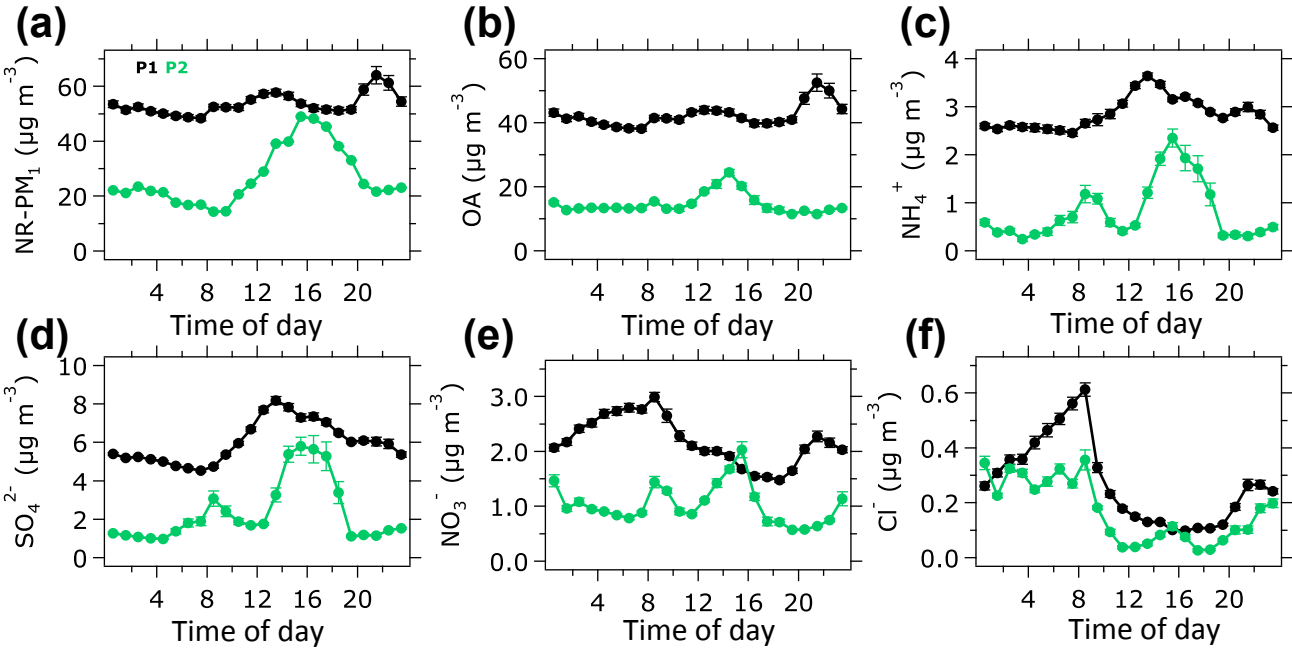 (a)
(b)
(c)
NR-PM₁ (µg m⁻³)
60
40
20
0
P1 P2
4 8 12 16 20
Time of day
OA (µg m⁻³)
60
40
20
0
4 8 12 16 20
Time of day
NH₄⁺ (µg m⁻³)
4
3
2
1
0
4 8 12 16 20
Time of day
(d)
(e)
(f)
SO₄²⁻ (µg m⁻³)
10
8
6
4
2
0
4 8 12 16 20
Time of day
NO₃⁻ (µg m⁻³)
3.0
2.0
1.0
0.0
4 8 12 16 20
Time of day
Cl⁻ (µg m⁻³)
0.6
0.4
0.2
0.0
4 8 12 16 20
Time of day